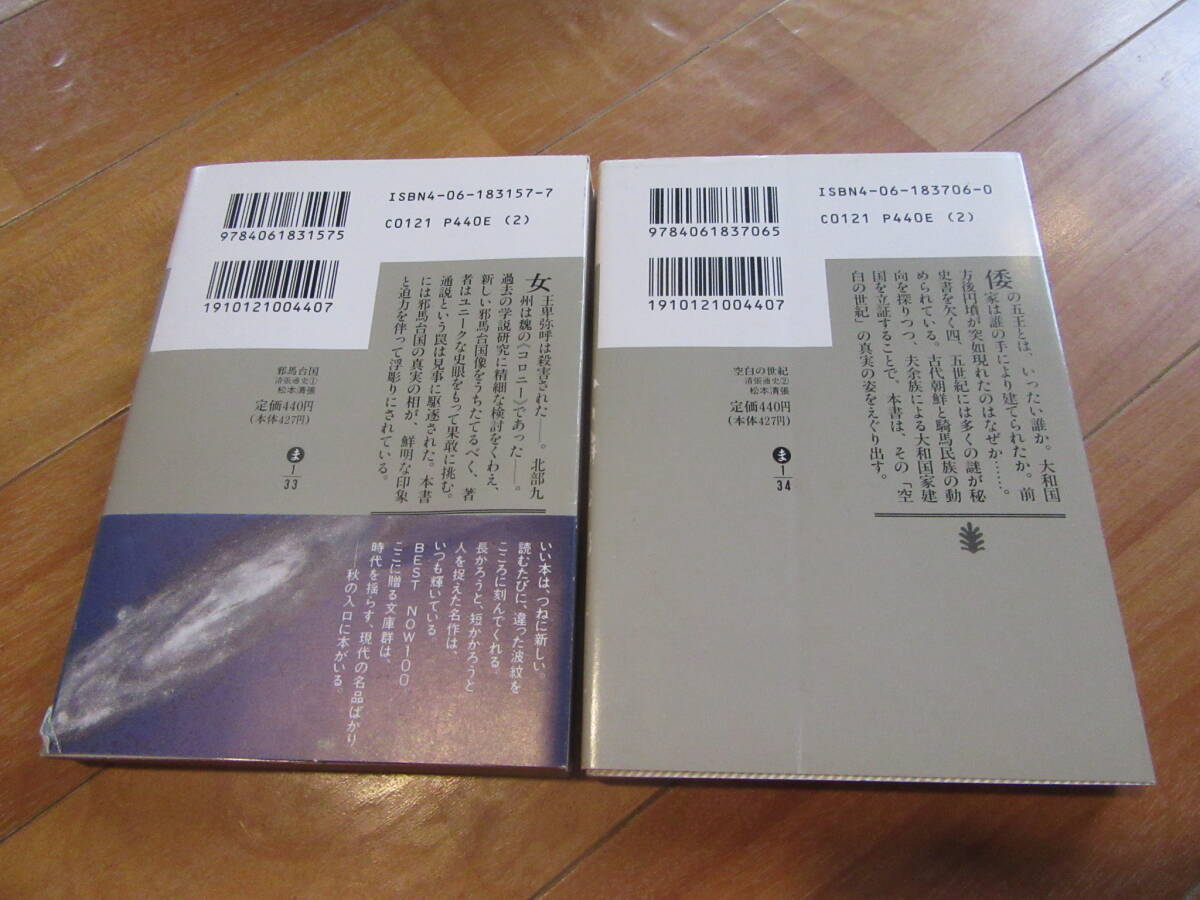 ISBN4-06-183157-7
C0121 P440E (2)
9784061831575
1910121004407
女王卑弥呼は殺害された――。北部九
州は魏の《コロニー》であった――。
過去の学説研究に精細な検討をくわえ、
新しい邪馬台国像をうちたてるべく、著
者はユニークな史眼をもって果敢に挑む。
通説という罠は見事に駆逐された。本書
には邪馬台国の真実の相が、鮮明な印象
と迫力を伴って浮彫りにされている。
邪馬台国
清張通史①
松本清張
定価440円
(本体427円)
ま
1
33
いい本は、つねに新しい。
読むたびに、違った波紋を
こころに刻んでくれる。
長かろうと、短かかろうと
人を捉えた名作は、
いつも輝いている。
BEST NOW100
ここに贈る文庫群は、
時代を揺らす、現代の名品ばかり
――秋の入口に本がいる。
ISBN4-06-183706-0
C0121 P440E (2)
9784061837065
1910121004407
倭の五王とは、いったい誰か。大和国
家は誰の手により建てられたか。前
方後円墳が突如現れたのはなぜか……。
史書を欠く四、五世紀には多くの謎が秘
められている。古代朝鮮と騎馬民族の動
向を探りつつ、夫余族による大和国家建
国を立証することで、本書は、その「空
白の世紀」の真実の姿をえぐり出す。
空白の世紀
清張通史②
松本清張
定価440円
(本体427円)
ま
1
34